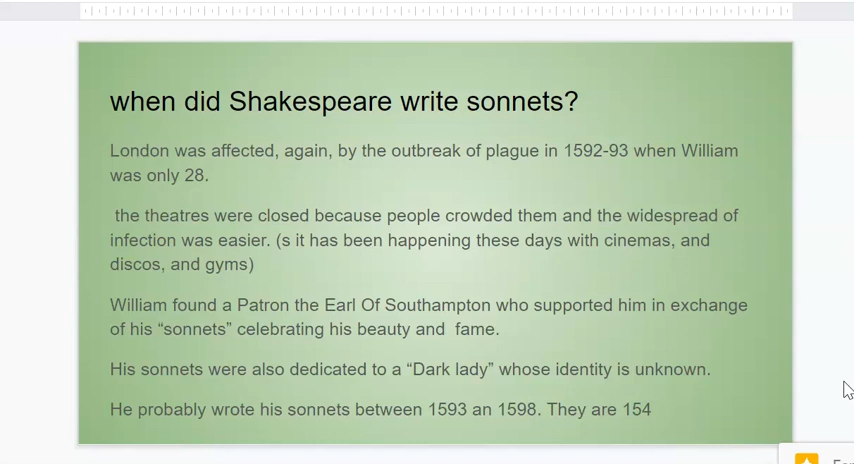 when did Shakespeare write sonnets?
London was affected, again, by the outbreak of plague in 1592-93 when William
was only 28.
the theatres were closed because people crowded them and the widespread of
infection was easier. (s it has been happening these days with cinemas, and
discos, and gyms)
William found a Patron the Earl Of Southampton who supported him in exchange
of his “sonnets” celebrating his beauty and  fame.
His sonnets were also dedicated to a “Dark lady” whose identity is unknown.
He probably wrote his sonnets between 1593 an 1598. They are 154